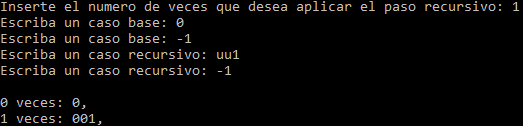 Inserte el numero de veces que desea aplicar el paso recursivo: 1
Escriba un caso base: 0
Escriba un caso base: -1
Escriba un caso recursivo: uu1
Escriba un caso recursivo: -1
0 veces: 0,
1 veces: 001,